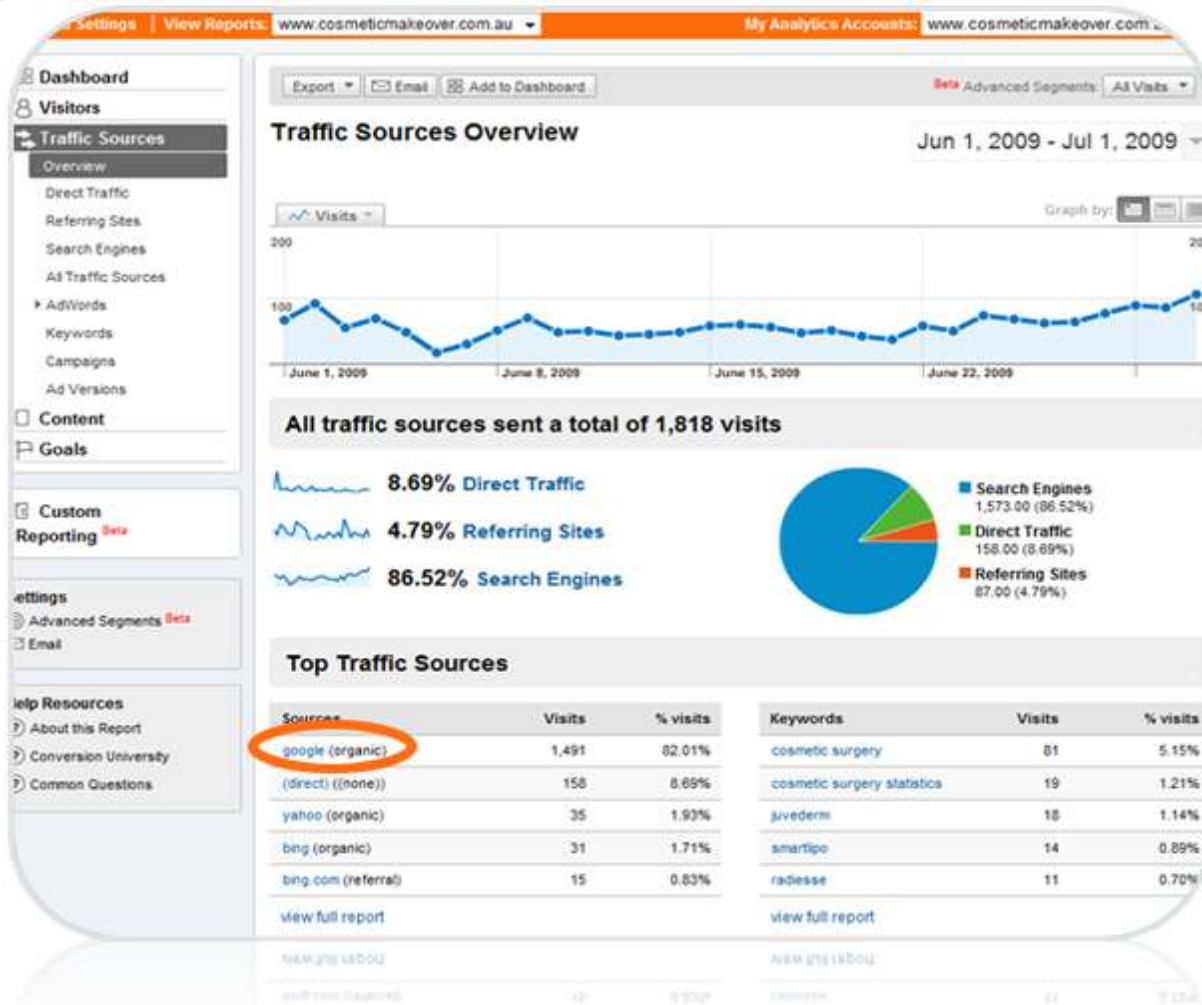 Settings | View Reports: www.cosmeticmakeover.com.au My Analytics Accounts: www.cosmeticmakeover.com.
Dashboard
Visitors
Traffic Sources
Overview
Direct Traffic
Referring Sites
Search Engines
All Traffic Sources
AdWords
Keywords
Campaigns
Ad Versions
Content
Goals
Custom
Reporting Beta
Settings
Advanced Segments Beta
Email
Help Resources
About this Report
Conversion University
Common Questions
Export Email Add to Dashboard Beta Advanced Segments: All Visits
Traffic Sources Overview Jun 1, 2009 - Jul 1, 2009
Visits Graph by:
200 20
100 10
June 1, 2009 June 8, 2009 June 15, 2009 June 22, 2009
All traffic sources sent a total of 1,818 visits
8.69% Direct Traffic
4.79% Referring Sites
86.52% Search Engines
Search Engines
1,573.00 (86.52%)
Direct Traffic
158.00 (8.69%)
Referring Sites
87.00 (4.79%)
Top Traffic Sources
Sources Visits % visits Keywords Visits % visits
google (organic) 1,491 82.01% cosmetic surgery 81 5.15%
(direct) ((none)) 158 8.69% cosmetic surgery statistics 19 1.21%
yahoo (organic) 35 1.93% juvederm 18 1.14%
bing (organic) 31 1.71% smartlipo 14 0.89%
bing.com (referral) 15 0.83% radiesse 11 0.70%
view full report view full report